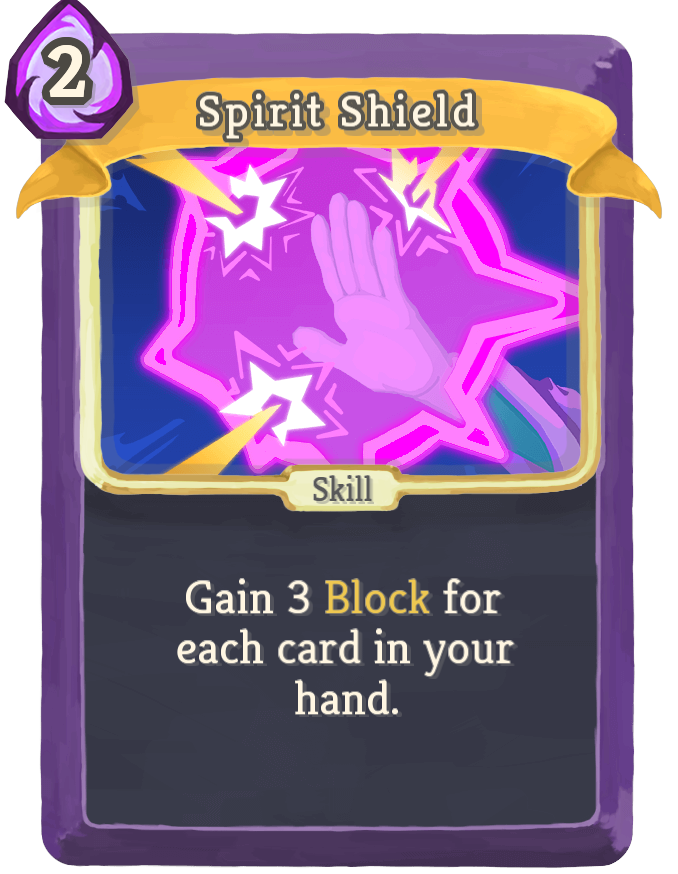 2
Spirit Shield
Skill
Gain 3 Block for
each card in your
hand.